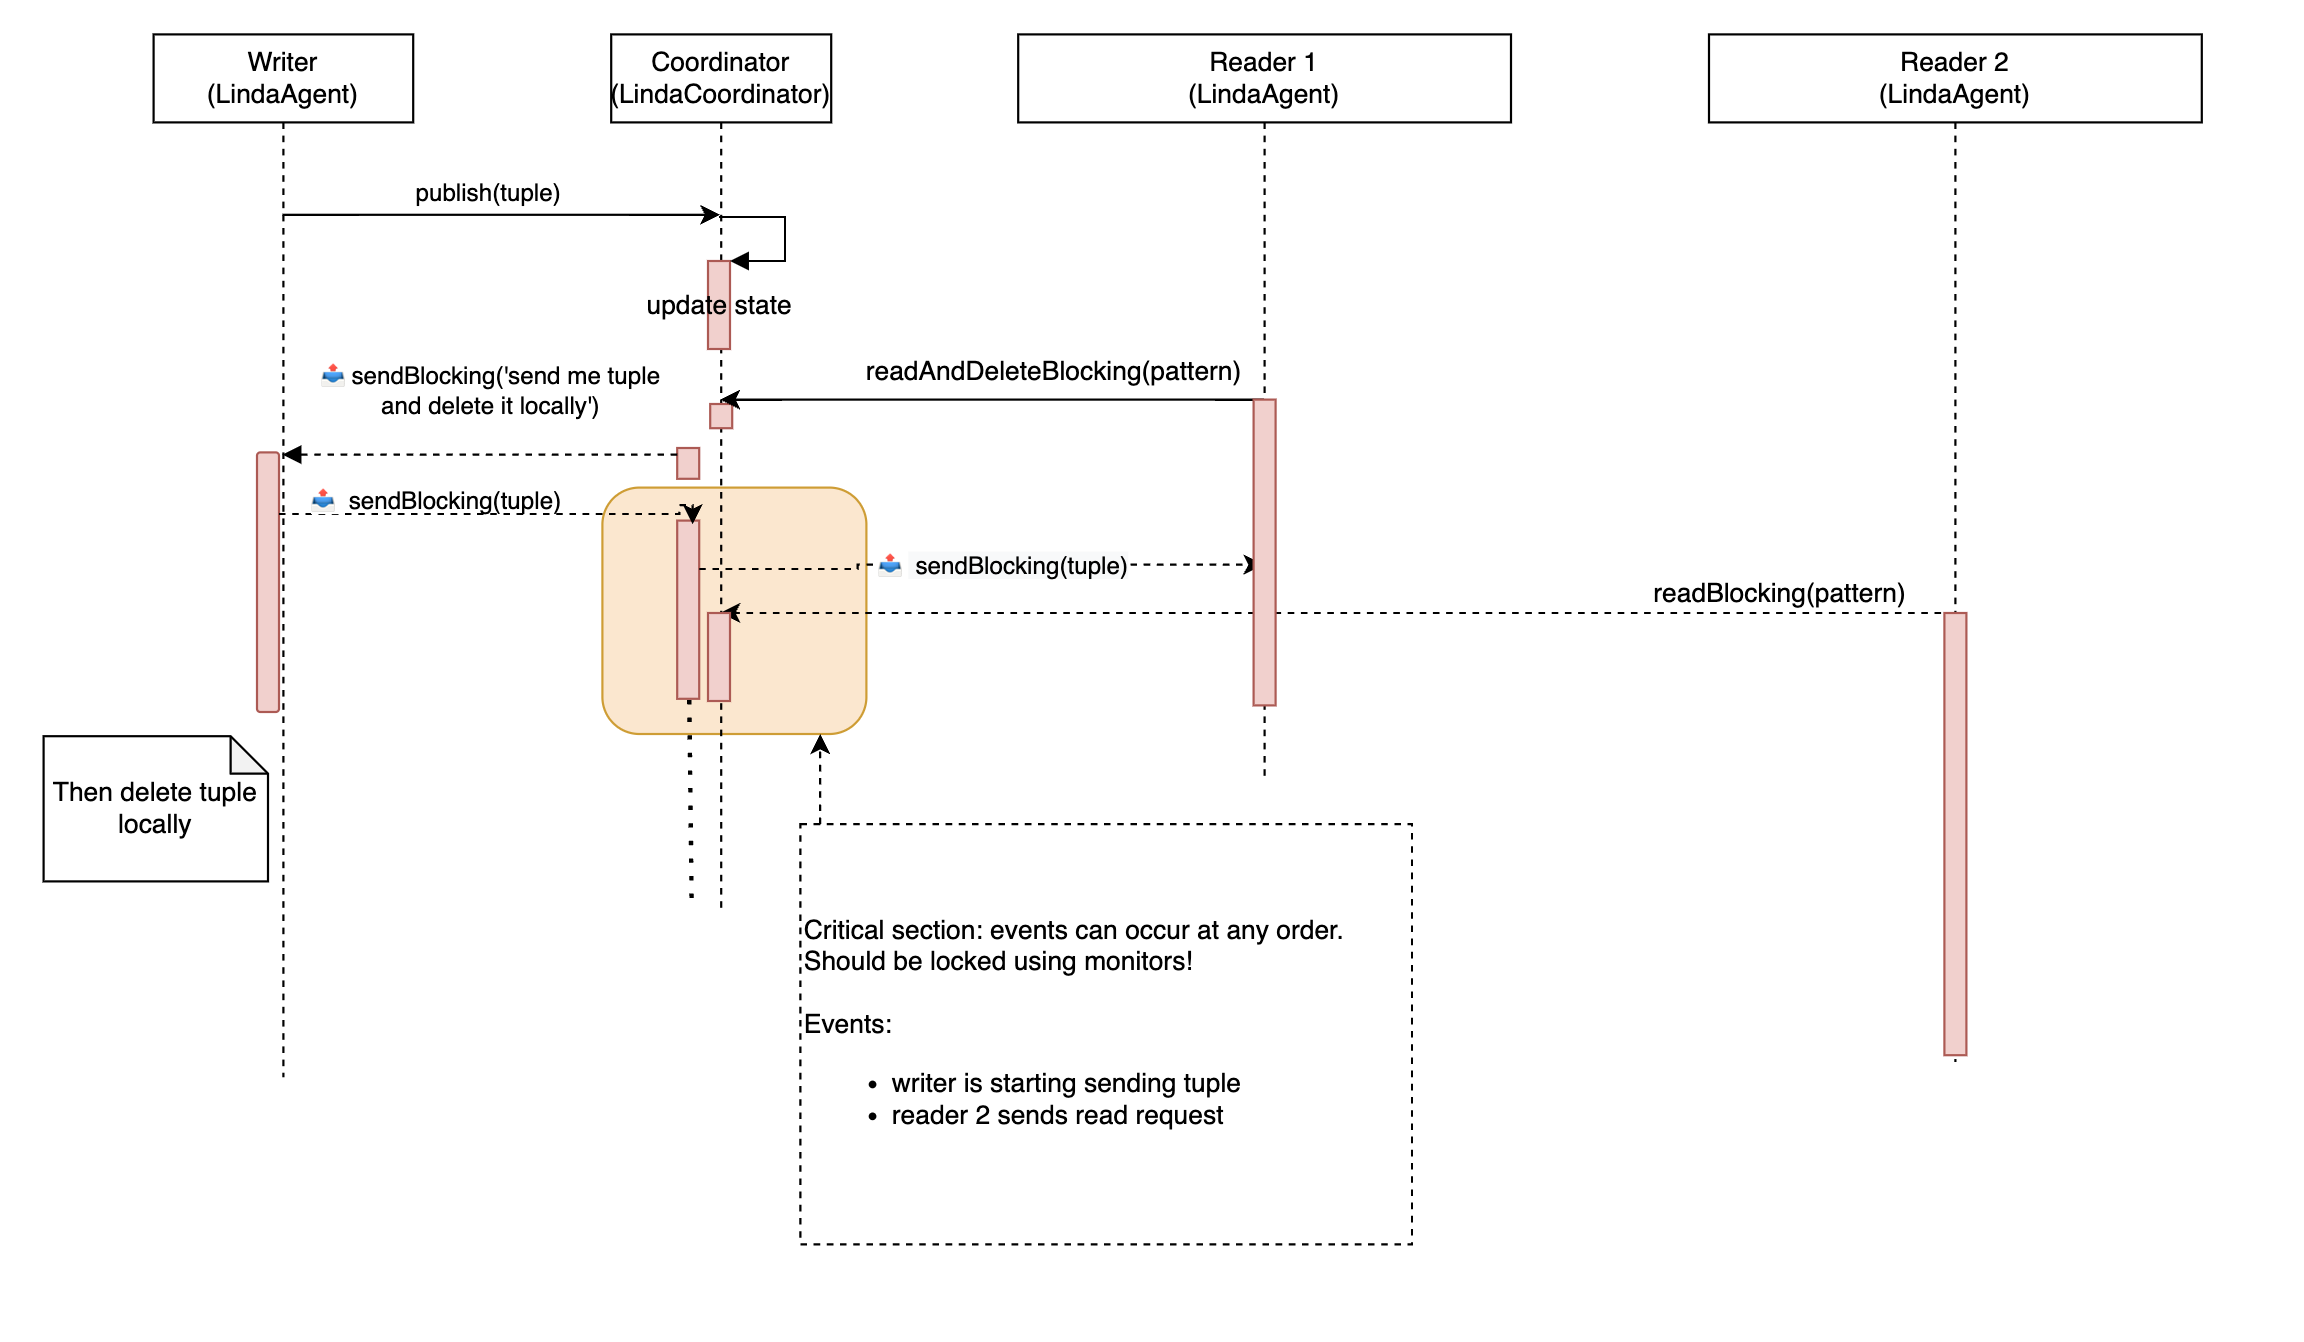 Writer
(LindaAgent)
Coordinator
(LindaCoordinator)
Reader 1
(LindaAgent)
Reader 2
(LindaAgent)
publish(tuple)
update state
readAndDeleteBlocking(pattern)
sendBlocking('send me tuple
and delete it locally')
sendBlocking(tuple)
sendBlocking(tuple)
readBlocking(pattern)
Then delete tuple
locally
Critical section: events can occur at any order.
Should be locked using monitors!
Events:
• writer is starting sending tuple
• reader 2 sends read request